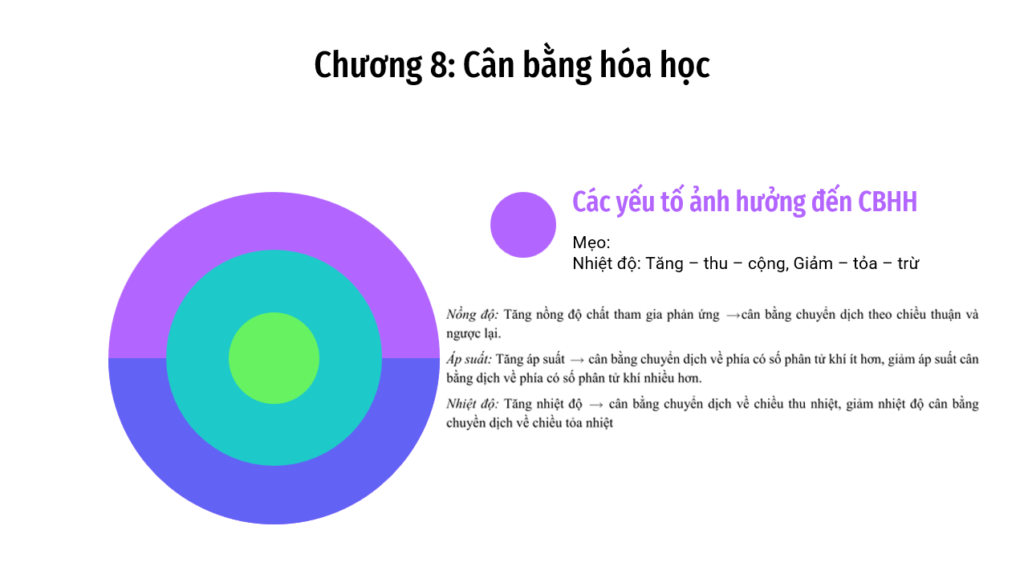 Chương 8: Cân bằng hóa học
Các yếu tố ảnh hưởng đến CBHH
Mẹo:
Nhiệt độ: Tăng – thu – cộng, Giảm – tỏa – trừ
Nồng độ: Tăng nồng độ chất tham gia phản ứng →cân bằng chuyển dịch theo chiều thuận và
ngược lại.
Áp suất: Tăng áp suất → cân bằng chuyển dịch về phía có số phân tử khí ít hơn, giảm áp suất cân
bằng dịch về phía có số phân tử khí nhiều hơn.
Nhiệt độ: Tăng nhiệt độ → cân bằng chuyển dịch về chiều thu nhiệt, giảm nhiệt độ cân bằng
chuyển dịch về chiều tỏa nhiệt